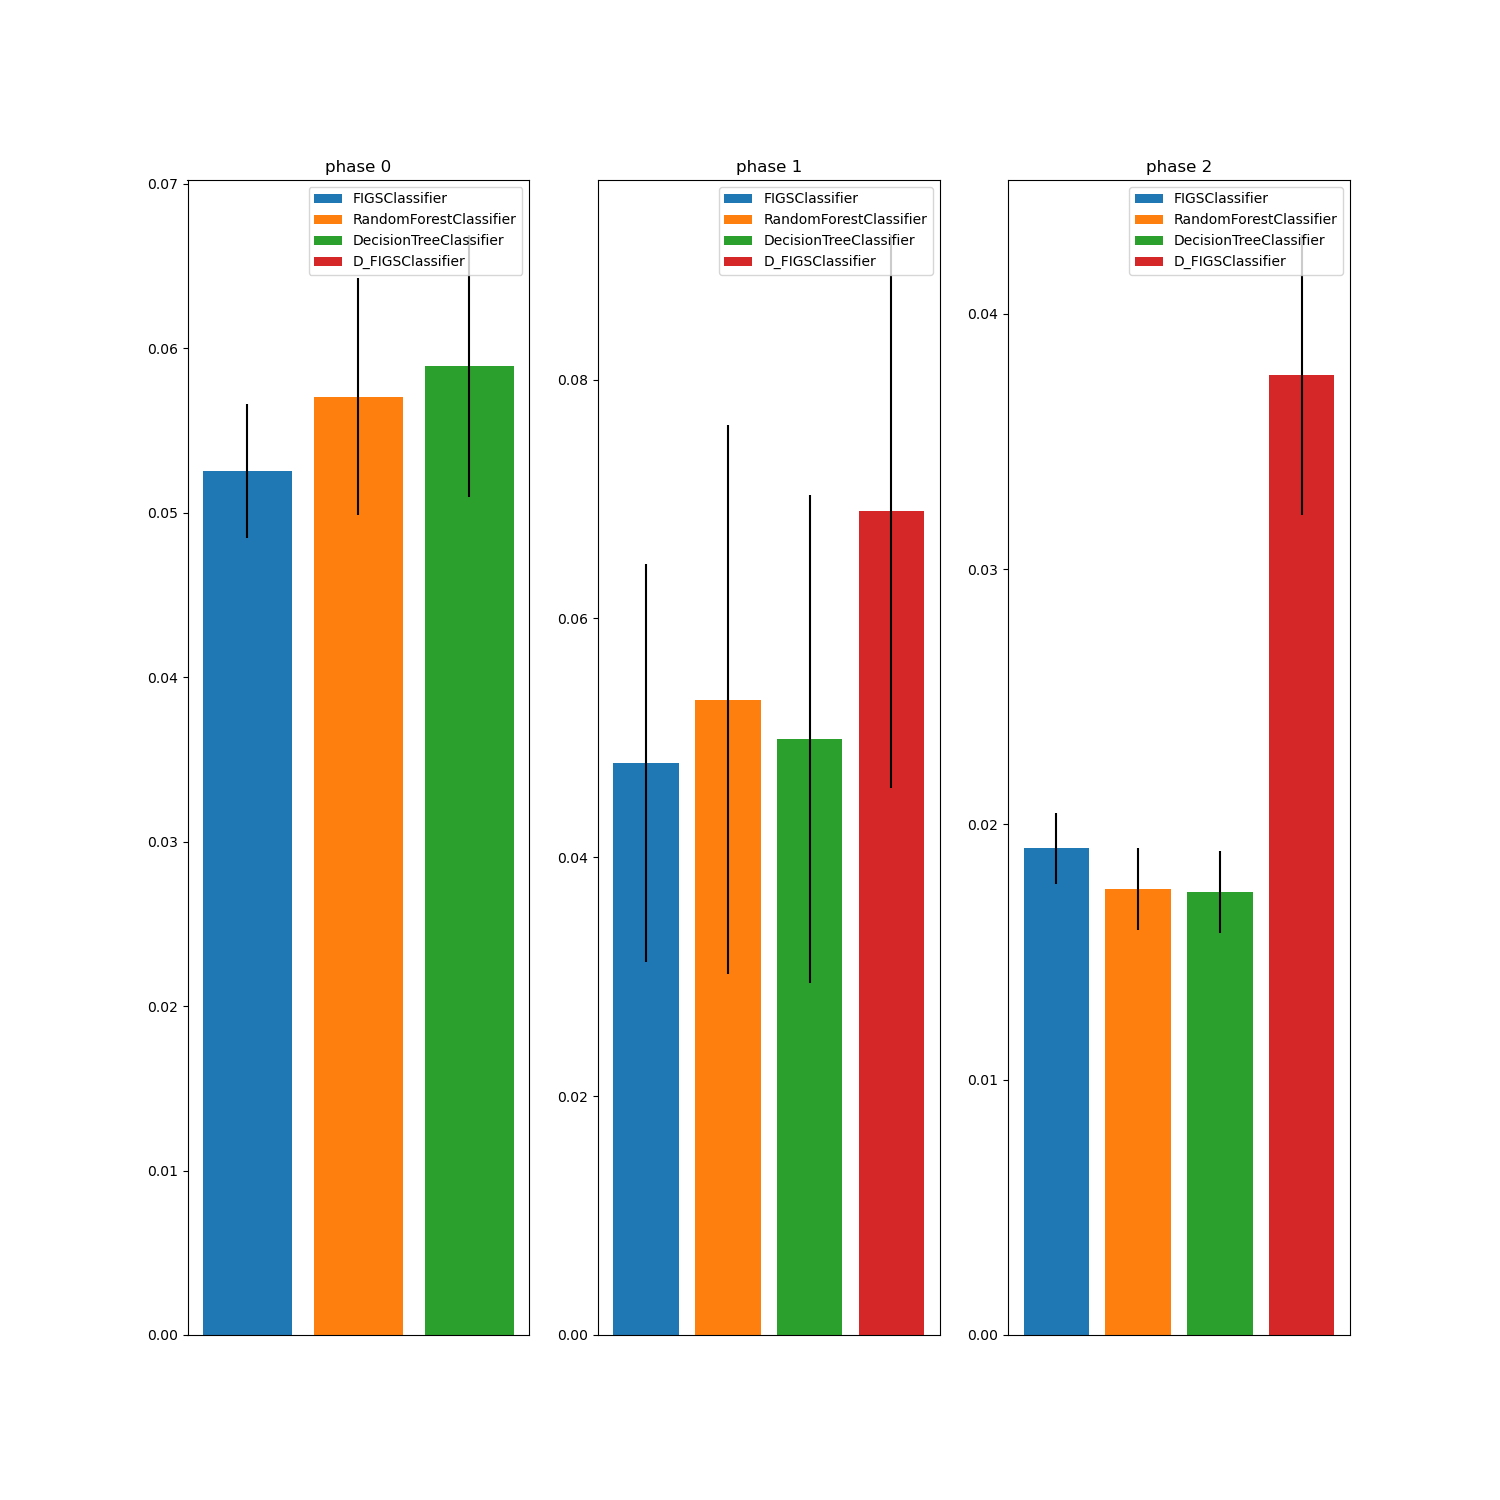 phase 0
0.07
0.06
0.05
0.04
0.03
0.02
0.01
0.00
FIGSClassifier
RandomForestClassifier
DecisionTreeClassifier
D_FIGSClassifier
phase 1
0.08
0.06
0.04
0.02
0.00
FIGSClassifier
RandomForestClassifier
DecisionTreeClassifier
D_FIGSClassifier
phase 2
0.04
0.03
0.02
0.01
0.00
FIGSClassifier
RandomForestClassifier
DecisionTreeClassifier
D_FIGSClassifier